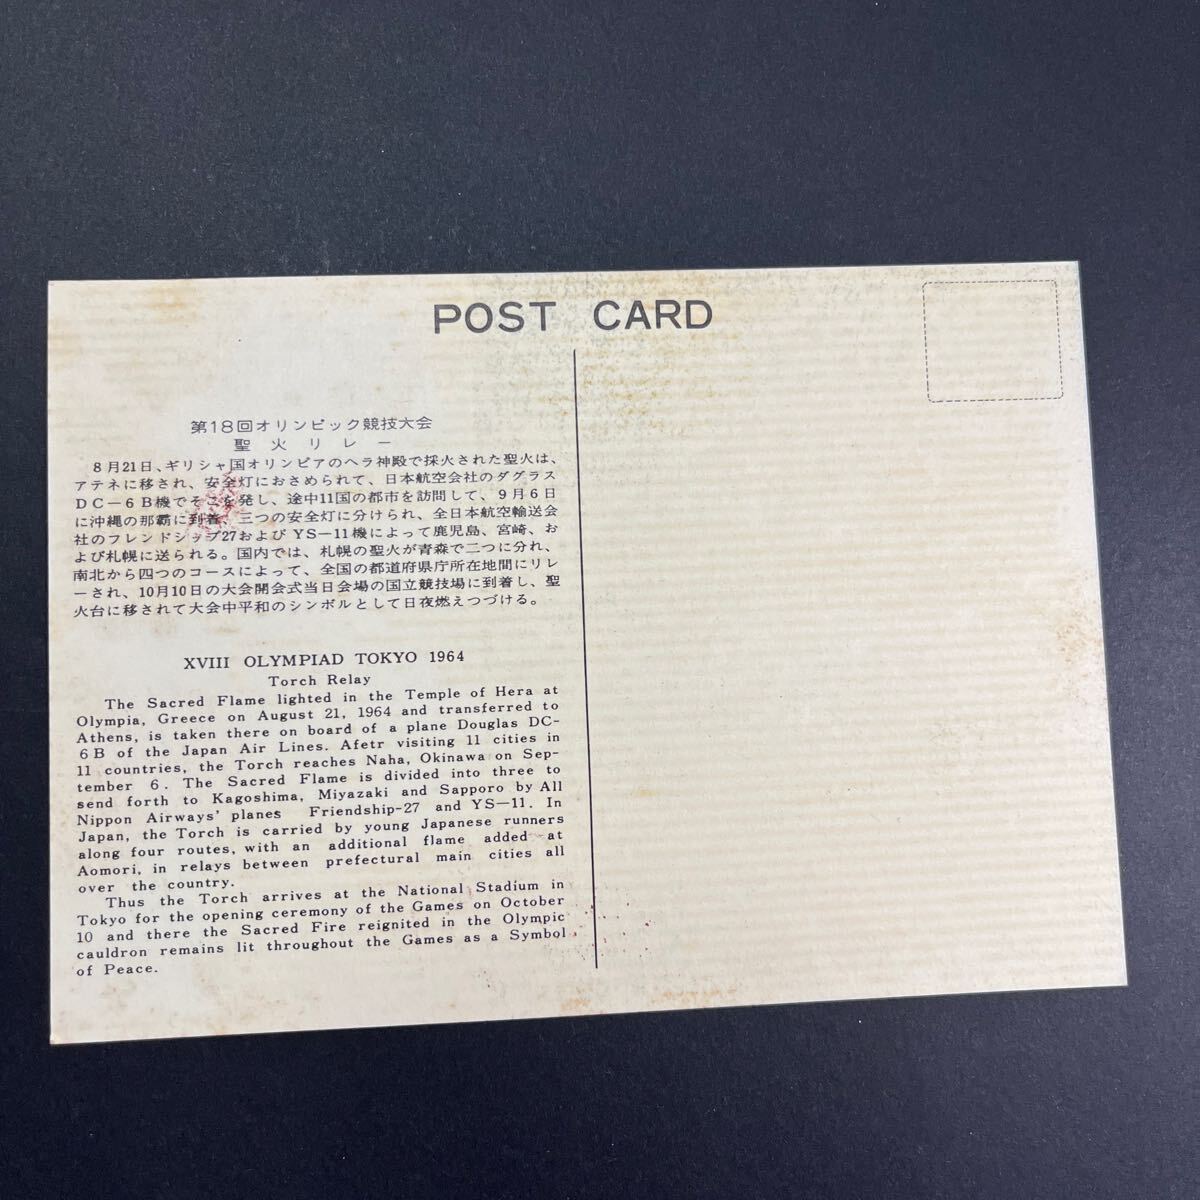 POST CARD
第18回オリンピック競技大会
聖火リレー
8月21日、ギリシャ国オリンピアのヘラ神殿で採火された聖火は、
アテネに移され、安全灯におさめられて、日本航空会社のダグラス
DC－6B機でそこを発し、途中11国の都市を訪問して、9月6日
に沖縄の那覇に到着、三つの安全灯に分けられ、全日本航空輸送会
社のフレンドシップ27およびYS－11機によって鹿児島、宮崎、お
よび札幌に送られる。国内では、札幌の聖火が青森で二つに分れ、
南北から四つのコースによって、全国の都道府県庁所在地間にリレ
ーされ、10月10日の大会開会式当日会場の国立競技場に到着し、聖
火台に移されて大会中平和のシンボルとして日夜燃えつづける。
XVIII OLYMPIAD TOKYO 1964
Torch Relay
The Sacred Flame lighted in the Temple of Hera at
Olympia, Greece on August 21, 1964 and transferred to
Athens, is taken there on board of a plane Douglas DC-
6B of the Japan Air Lines. Afetr visiting 11 cities in
11 countries, the Torch reaches Naha, Okinawa on Sep-
tember 6. The Sacred Flame is divided into three to
send forth to Kagoshima, Miyazaki and Sapporo by All
Nippon Airways' planes Friendship-27 and YS—11. In
Japan, the Torch is carried by young Japanese runners
along four routes, with an additional flame added at
Aomori, in relays between prefectural main cities all
over the country.
Thus the Torch arrives at the National Stadium in
Tokyo for the opening ceremony of the Games on October
10 and there the Sacred Fire reignited in the Olympic
cauldron remains lit throughout the Games as a Symbol
of Peace.